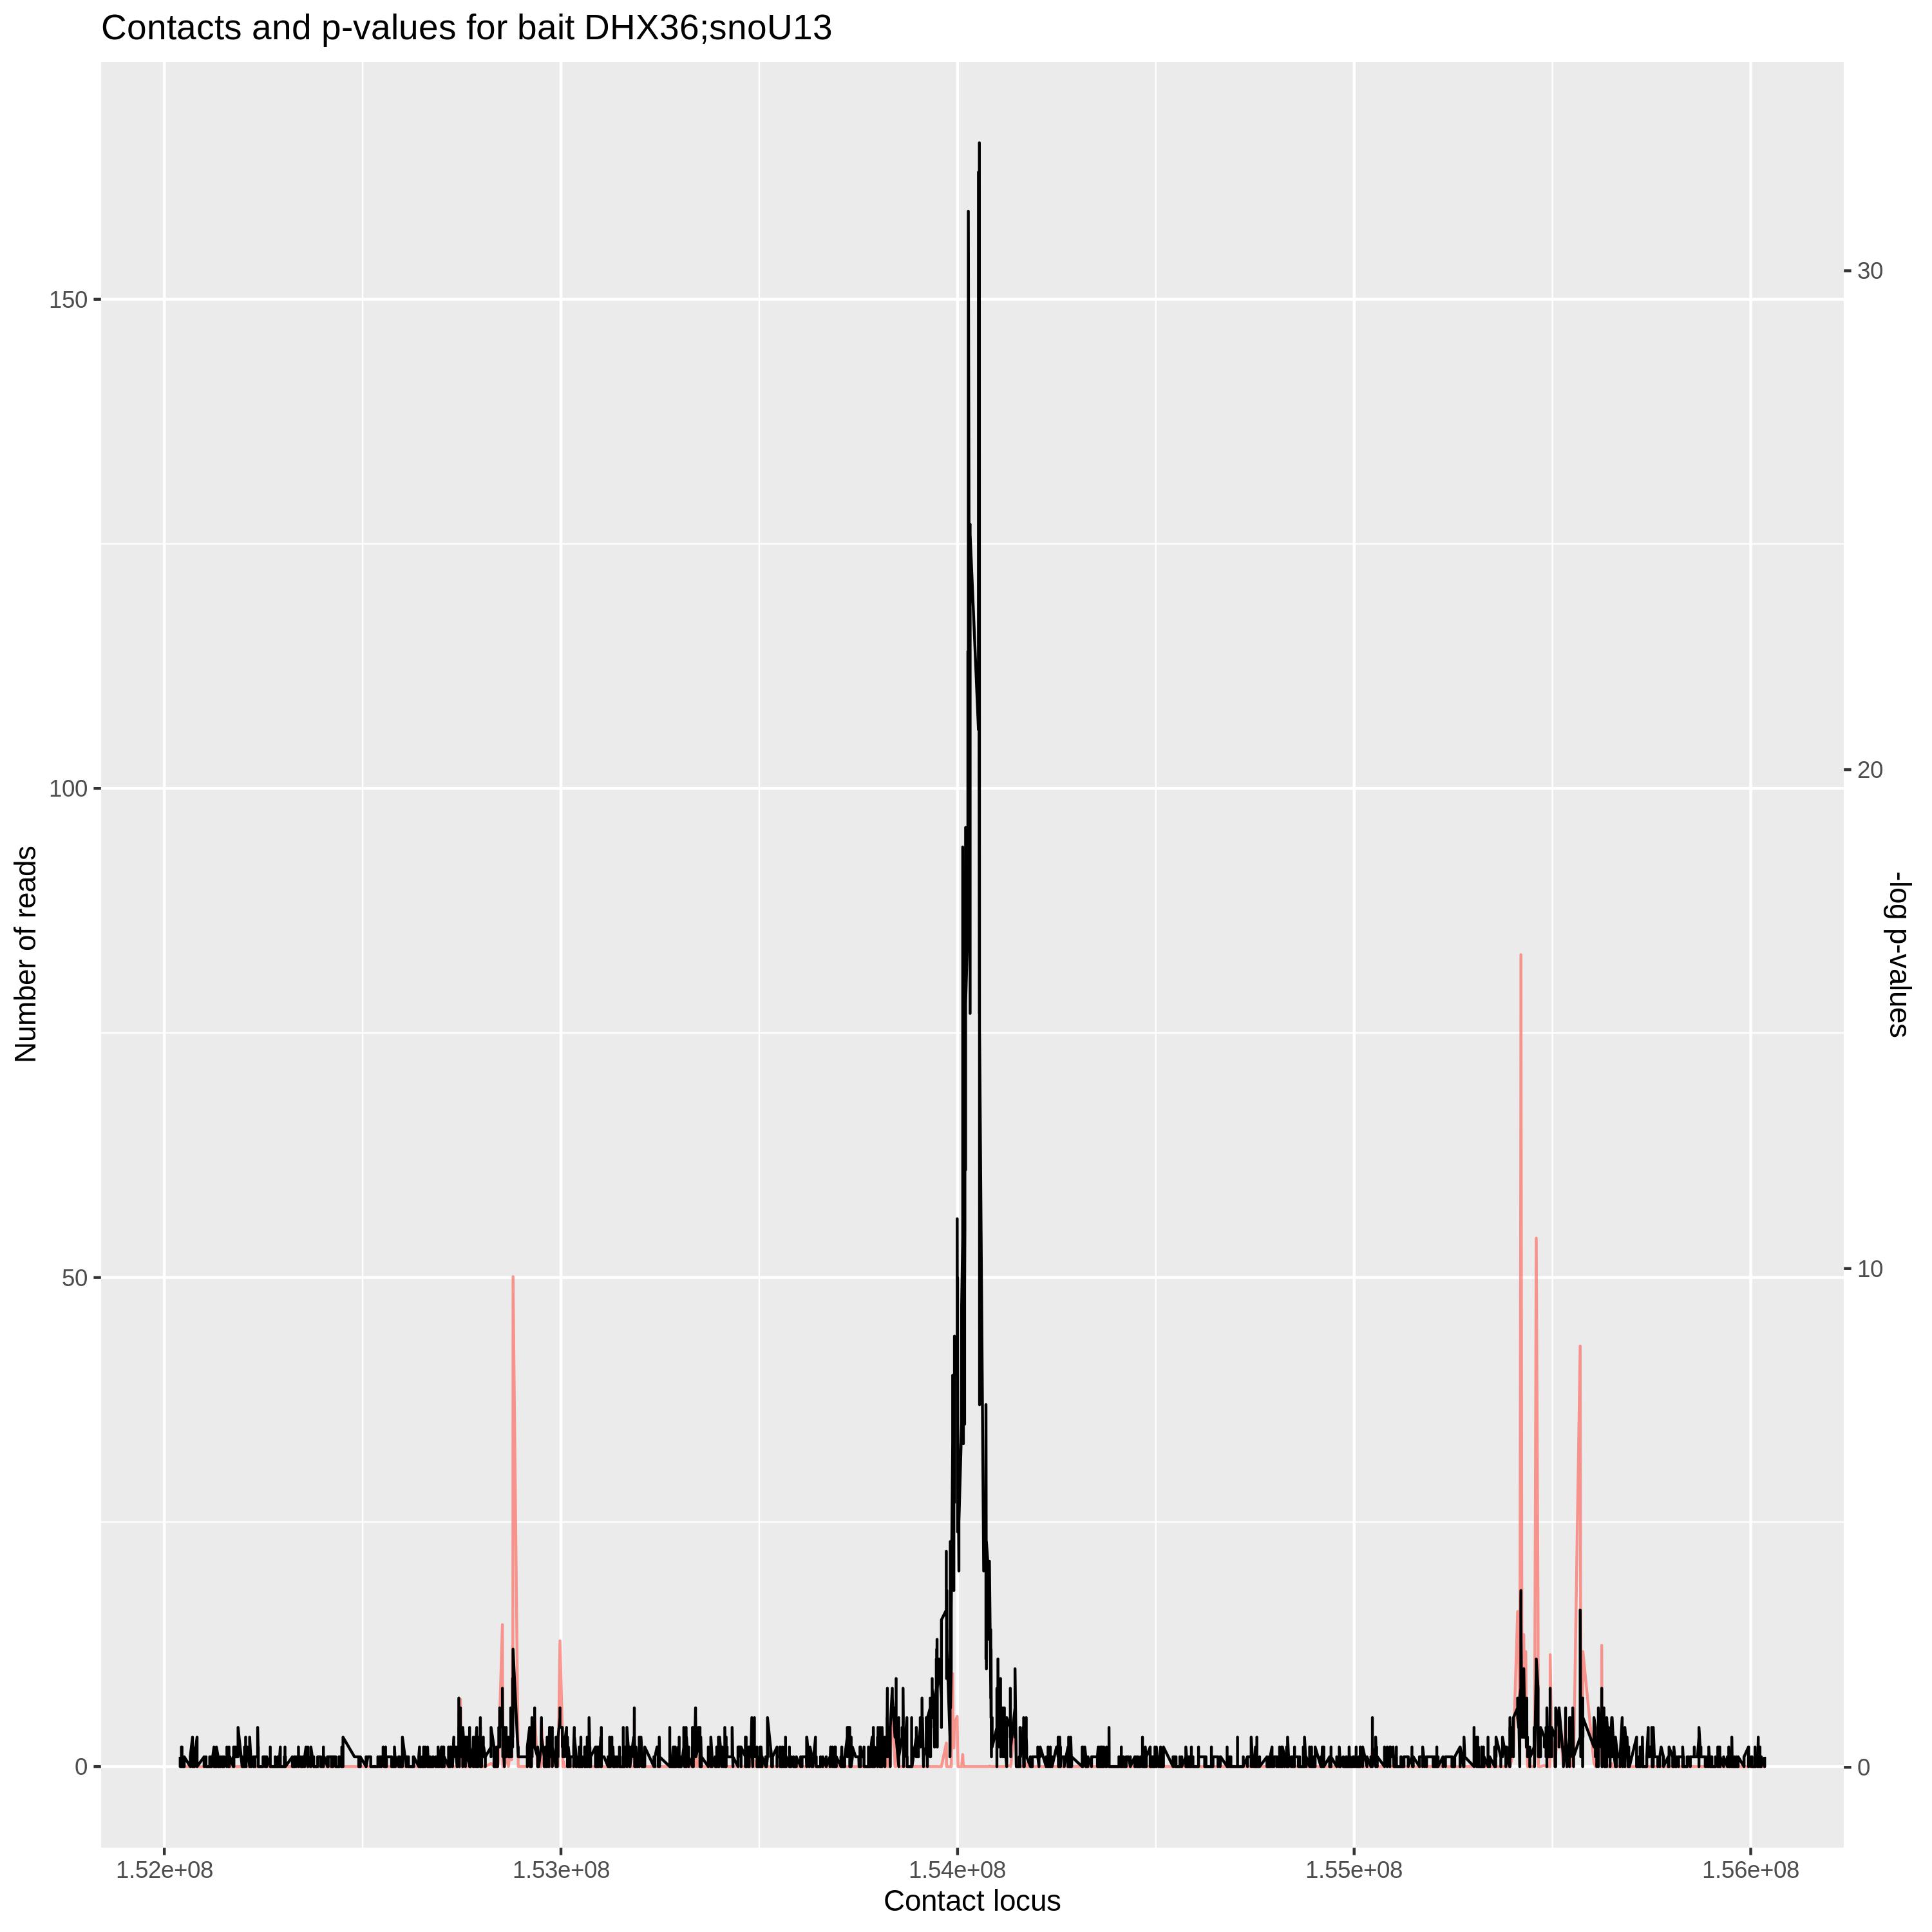 Contacts and p-values for bait DHX36;snoU13
150
100
50
0
Number of reads
30
20
10
0
-log p-values
1.52e+08 1.53e+08 1.54e+08 1.55e+08 1.56e+08
Contact locus